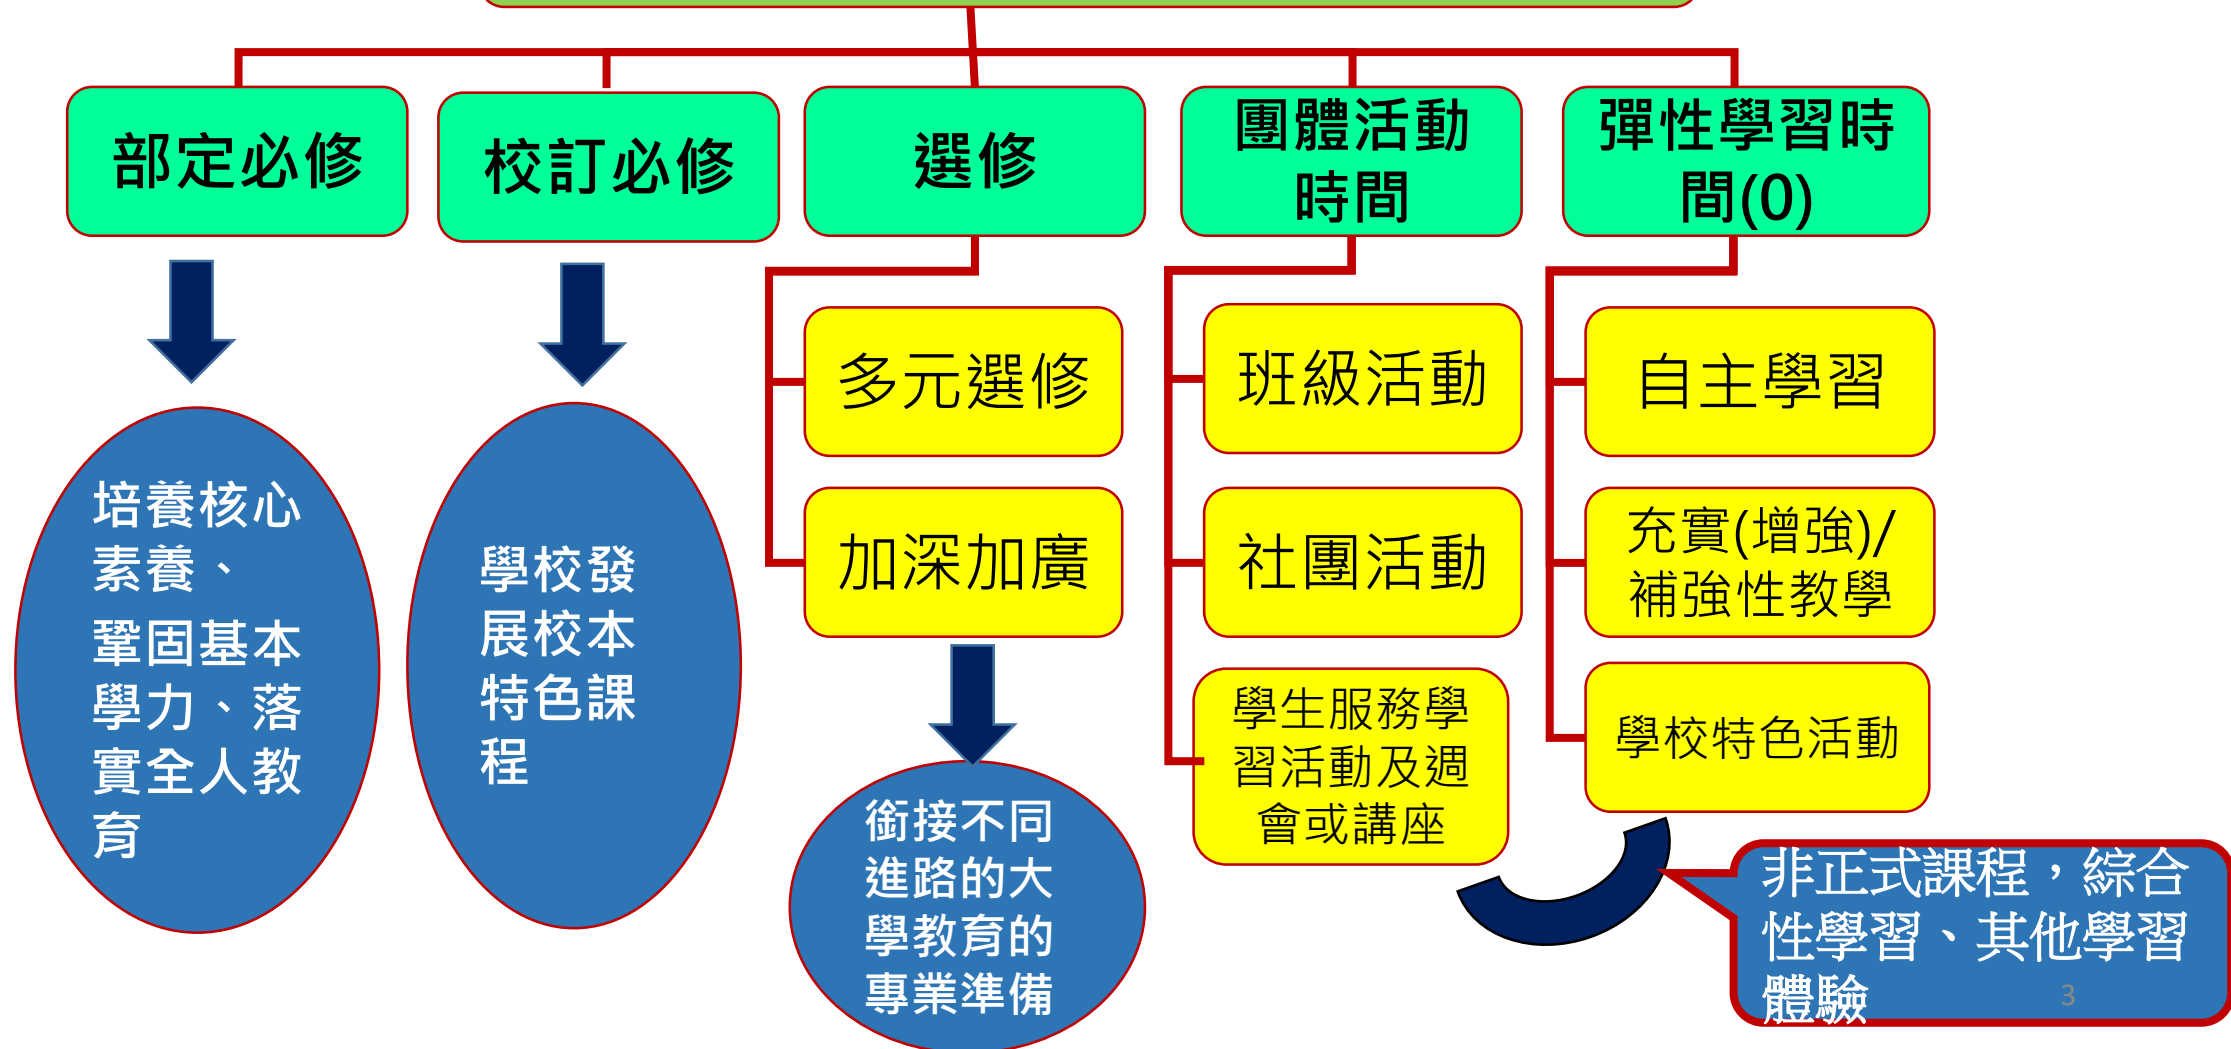 部定必修
校訂必修
選修
團體活動
時間
彈性學習時
間(O)
培養核心
素養、
鞏固基本
學力、落
實全人教
育
學校發
展校本
特色課
程
多元選修
加深加廣
銜接不同
進路的大
學教育的
專業準備
班級活動
社團活動
學生服務學
習活動及週
會或講座
自主學習
充實(增強)/
補強性教學
學校特色活動
非正式課程，綜合
性學習、其他學習
體驗
3